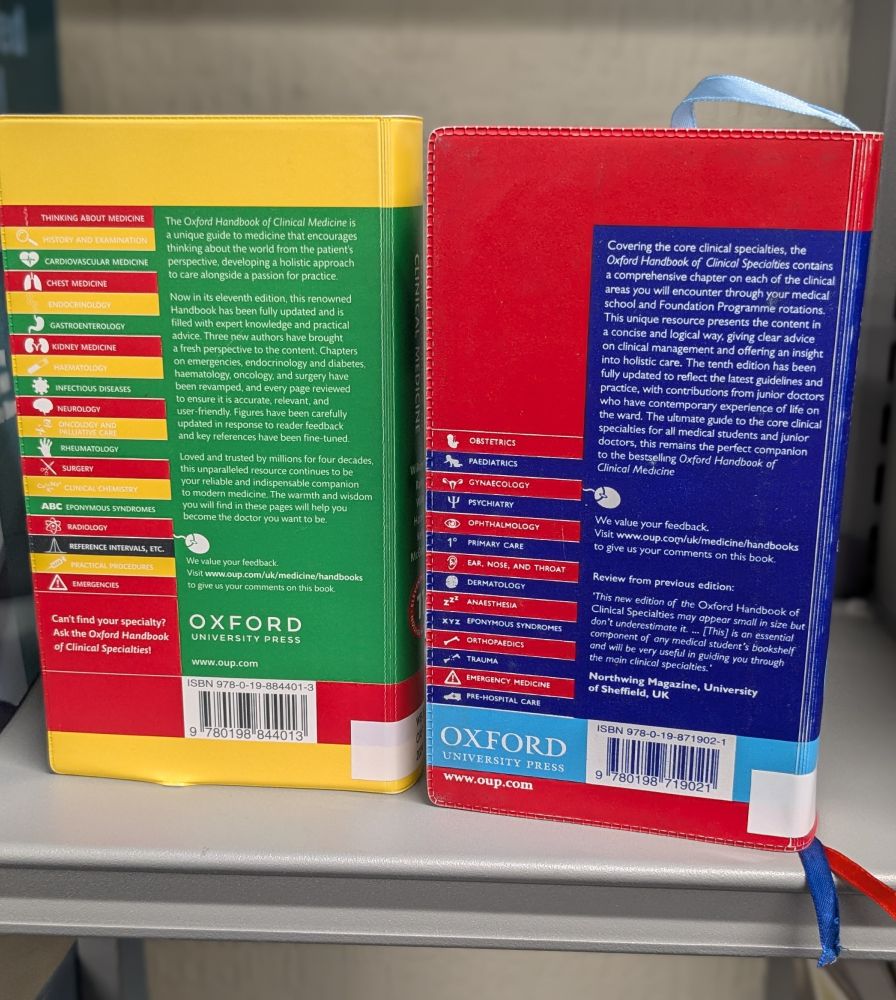 THINKING ABOUT MEDICINE
HISTORY AND EXAMINATION
CARDIOVASCULAR MEDICINE
CHEST MEDICINE
ENDOCRINOLOGY
GASTROENTEROLOGY
KIDNEY MEDICINE
HAEMATOLOGY
INFECTIOUS DISEASES
NEUROLOGY
ONCOLOGY AND
PALLIATIVE CARE
RHEUMATOLOGY
SURGERY
CLINICAL CHEMISTRY
ABC EPONYMOUS SYNDROMES
RADIOLOGY
REFERENCE INTERVALS, ETC.
PRACTICAL PROCEDURES
EMERGENCIES
Can't find your specialty?
Ask the Oxford Handbook
of Clinical Specialties!
The Oxford Handbook of Clinical Medicine is
a unique guide to medicine that encourages
thinking about the world from the patient's
perspective, developing a holistic approach
to care alongside a passion for practice.
Now in its eleventh edition, this renowned
Handbook has been fully updated and is
filled with expert knowledge and practical
advice. Three new authors have brought
a fresh perspective to the content. Chapters
on emergencies, endocrinology and diabetes,
haematology, oncology, and surgery have
been revamped, and every page reviewed
to ensure it is accurate, relevant, and
user-friendly. Figures have been carefully
updated in response to reader feedback
and key references have been fine-tuned.
Loved and trusted by millions for four decades,
this unparalleled resource continues to be
your reliable and indispensable companion
to modern medicine. The warmth and wisdom
you will find in these pages will help you
become the doctor you want to be.
We value your feedback.
Visit www.oup.com/uk/medicine/handbooks
to give us your comments on this book.
OXFORD
UNIVERSITY PRESS
www.oup.com
ISBN 978-0-19-884401-3
9 780198 844013
CLINICAL MEDICINE
Covering the core clinical specialties, the
Oxford Handbook of Clinical Specialties contains
a comprehensive chapter on each of the clinical
areas you will encounter through your medical
school and Foundation Programme rotations.
This unique resource presents the content in
a concise and logical way, giving clear advice
on clinical management and offering an insight
into holistic care. The tenth edition has been
fully updated to reflect the latest guidelines and
practice, with contributions from junior doctors
who have contemporary experience of life on
the ward. The ultimate guide to the core clinical
specialties for all medical students and junior
doctors, this remains the perfect companion
to the bestselling Oxford Handbook of
Clinical Medicine
OBSTETRICS
PAEDIATRICS
GYNAECOLOGY
PSYCHIATRY
OPHTHALMOLOGY
1° PRIMARY CARE
EAR, NOSE, AND THROAT
DERMATOLOGY
zzz ANAESTHESIA
XYZ EPONYMOUS SYNDROMES
ORTHOPAEDICS
TRAUMA
EMERGENCY MEDICINE
PRE-HOSPITAL CARE
We value your feedback.
Visit www.oup.com/uk/medicine/handbooks
to give us your comments on this book.
Review from previous edition:
'This new edition of the Oxford Handbook of
Clinical Specialties may appear small in size but
don't underestimate it. ... [This] is an essential
component of any medical student's bookshelf
and will be very useful in guiding you through
the main clinical specialties.'
Northwing Magazine, University
of Sheffield, UK
OXFORD
UNIVERSITY PRESS
www.oup.com
ISBN 978-0-19-871902-1
9 780198 719021